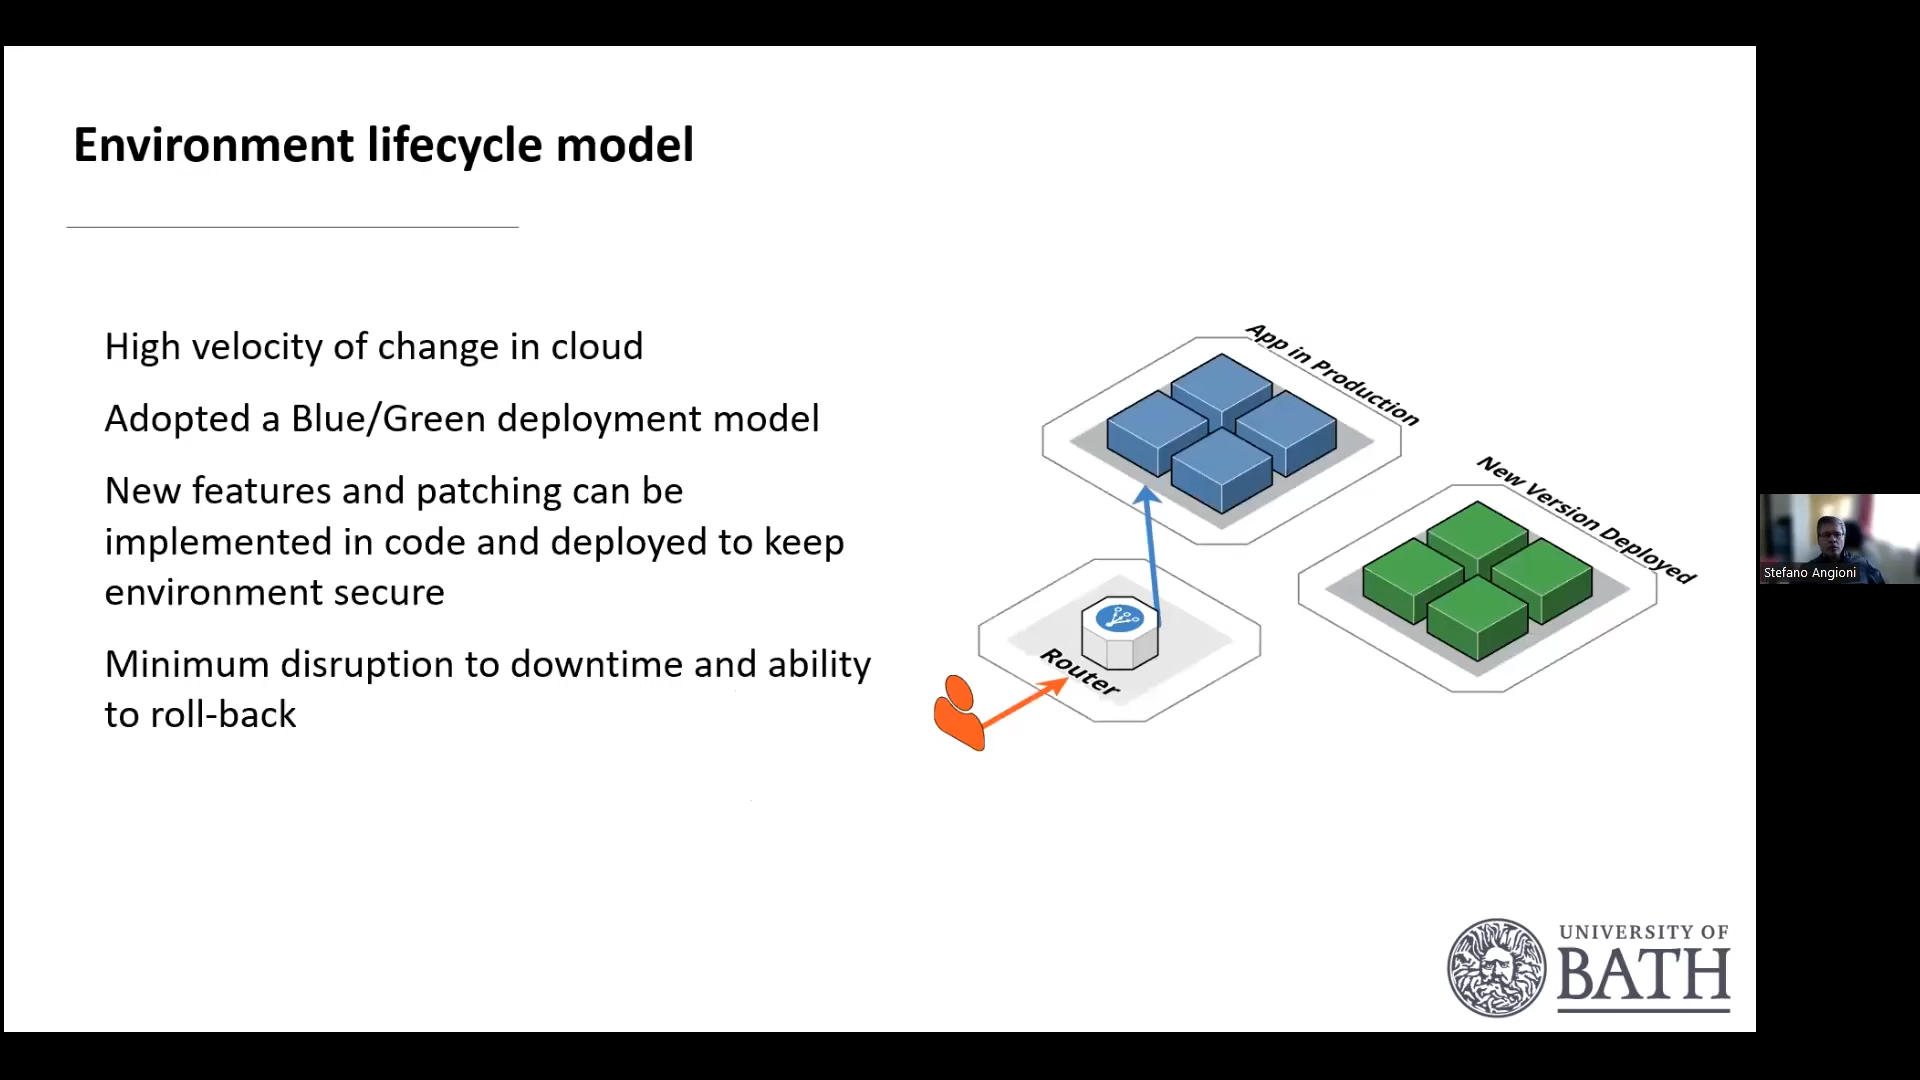 Environment lifecycle model
High velocity of change in cloud
Adopted a Blue/Green deployment model
New features and patching can be
implemented in code and deployed to keep
environment secure
Minimum disruption to downtime and ability
to roll-back
App in Production
New Version Deployed
Router
Stefano Angioni
UNIVERSITY OF
BATH